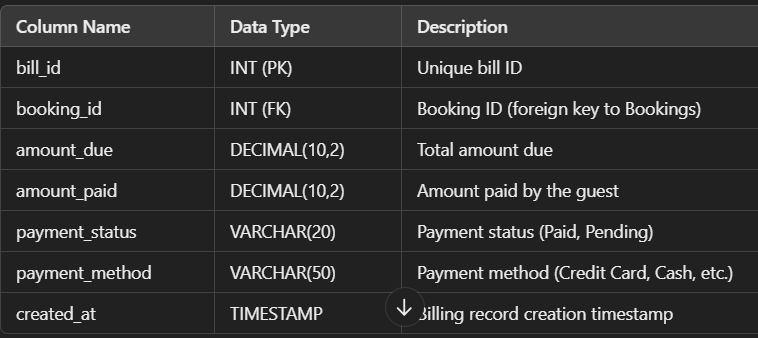 Column Name Data Type Description
bill_id INT (PK) Unique bill ID
booking_id INT (FK) Booking ID (foreign key to Bookings)
amount_due DECIMAL(10,2) Total amount due
amount_paid DECIMAL(10,2) Amount paid by the guest
payment_status VARCHAR(20) Payment status (Paid, Pending)
payment_method VARCHAR(50) Payment method (Credit Card, Cash, etc.)
created_at TIMESTAMP Billing record creation timestamp